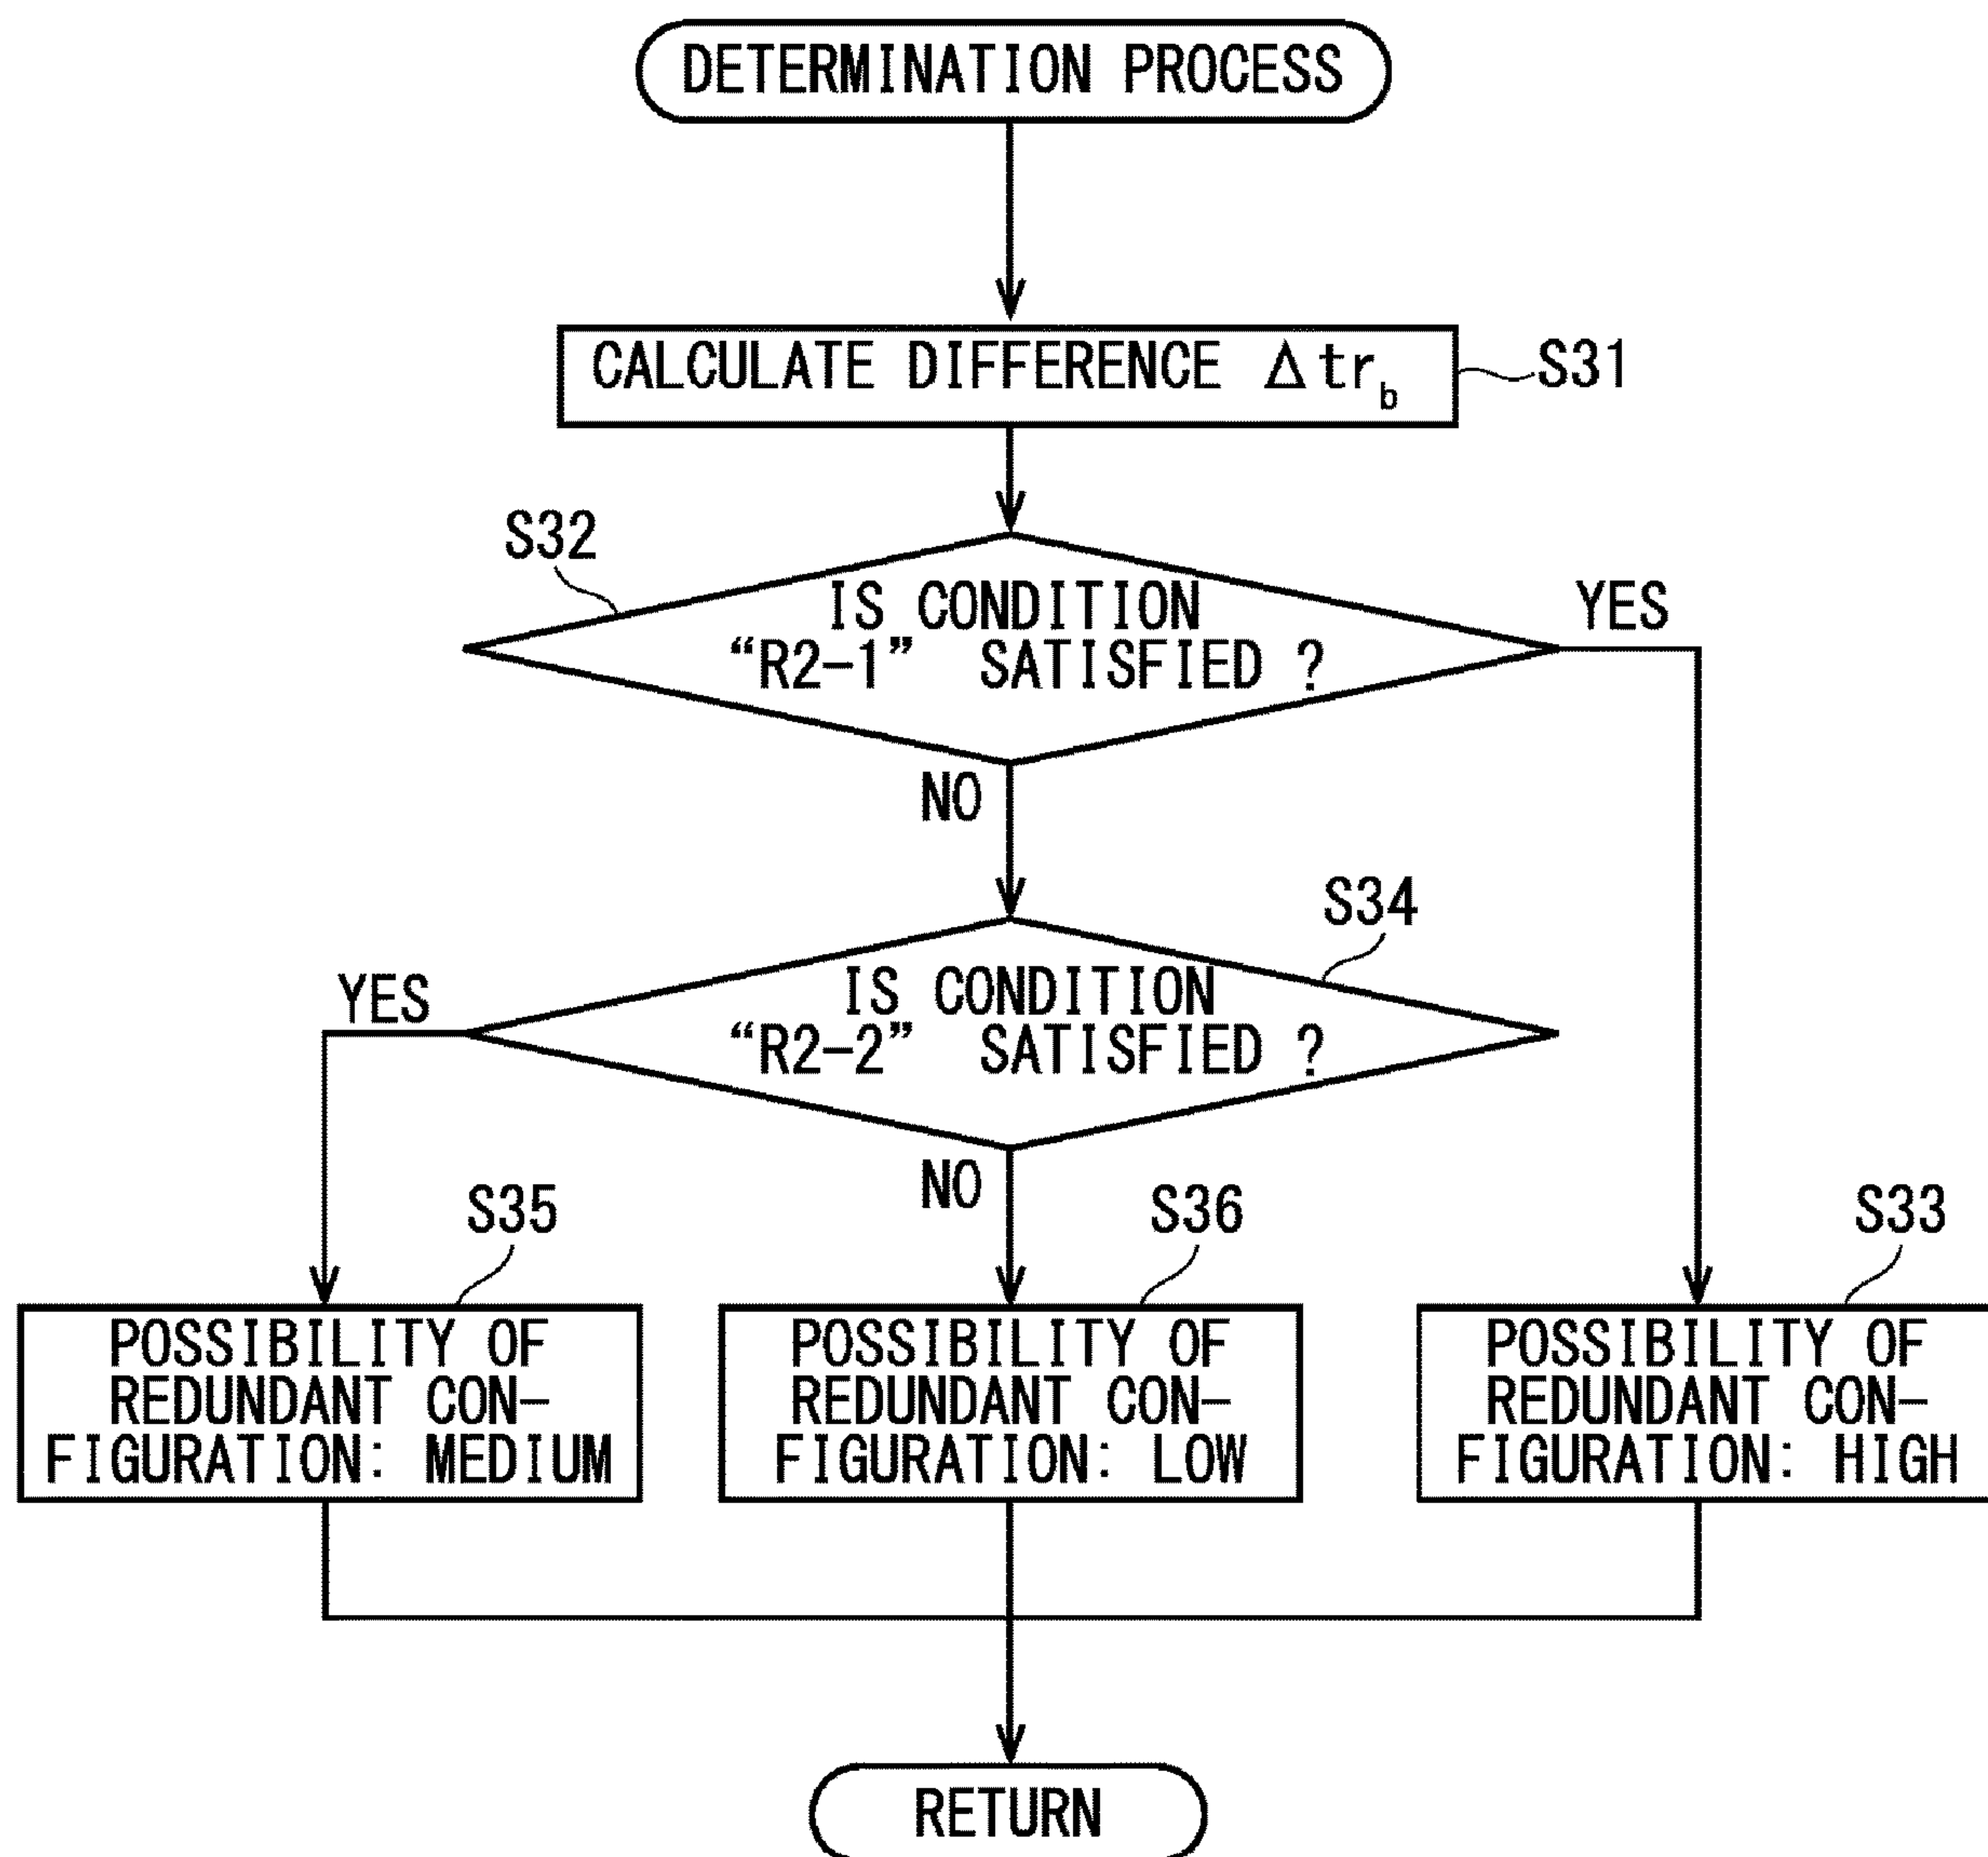 DETERMINATION PROCESS
CALCULATE DIFFERENCE Δtr_b
S31
S32
IS CONDITION
“R2-1” SATISFIED ?
YES
NO
S34
IS CONDITION
“R2-2” SATISFIED ?
YES
NO
S35
POSSIBILITY OF
REDUNDANT CON-
FIGURATION: MEDIUM
S36
POSSIBILITY OF
REDUNDANT CON-
FIGURATION: LOW
S33
POSSIBILITY OF
REDUNDANT CON-
FIGURATION: HIGH
RETURN